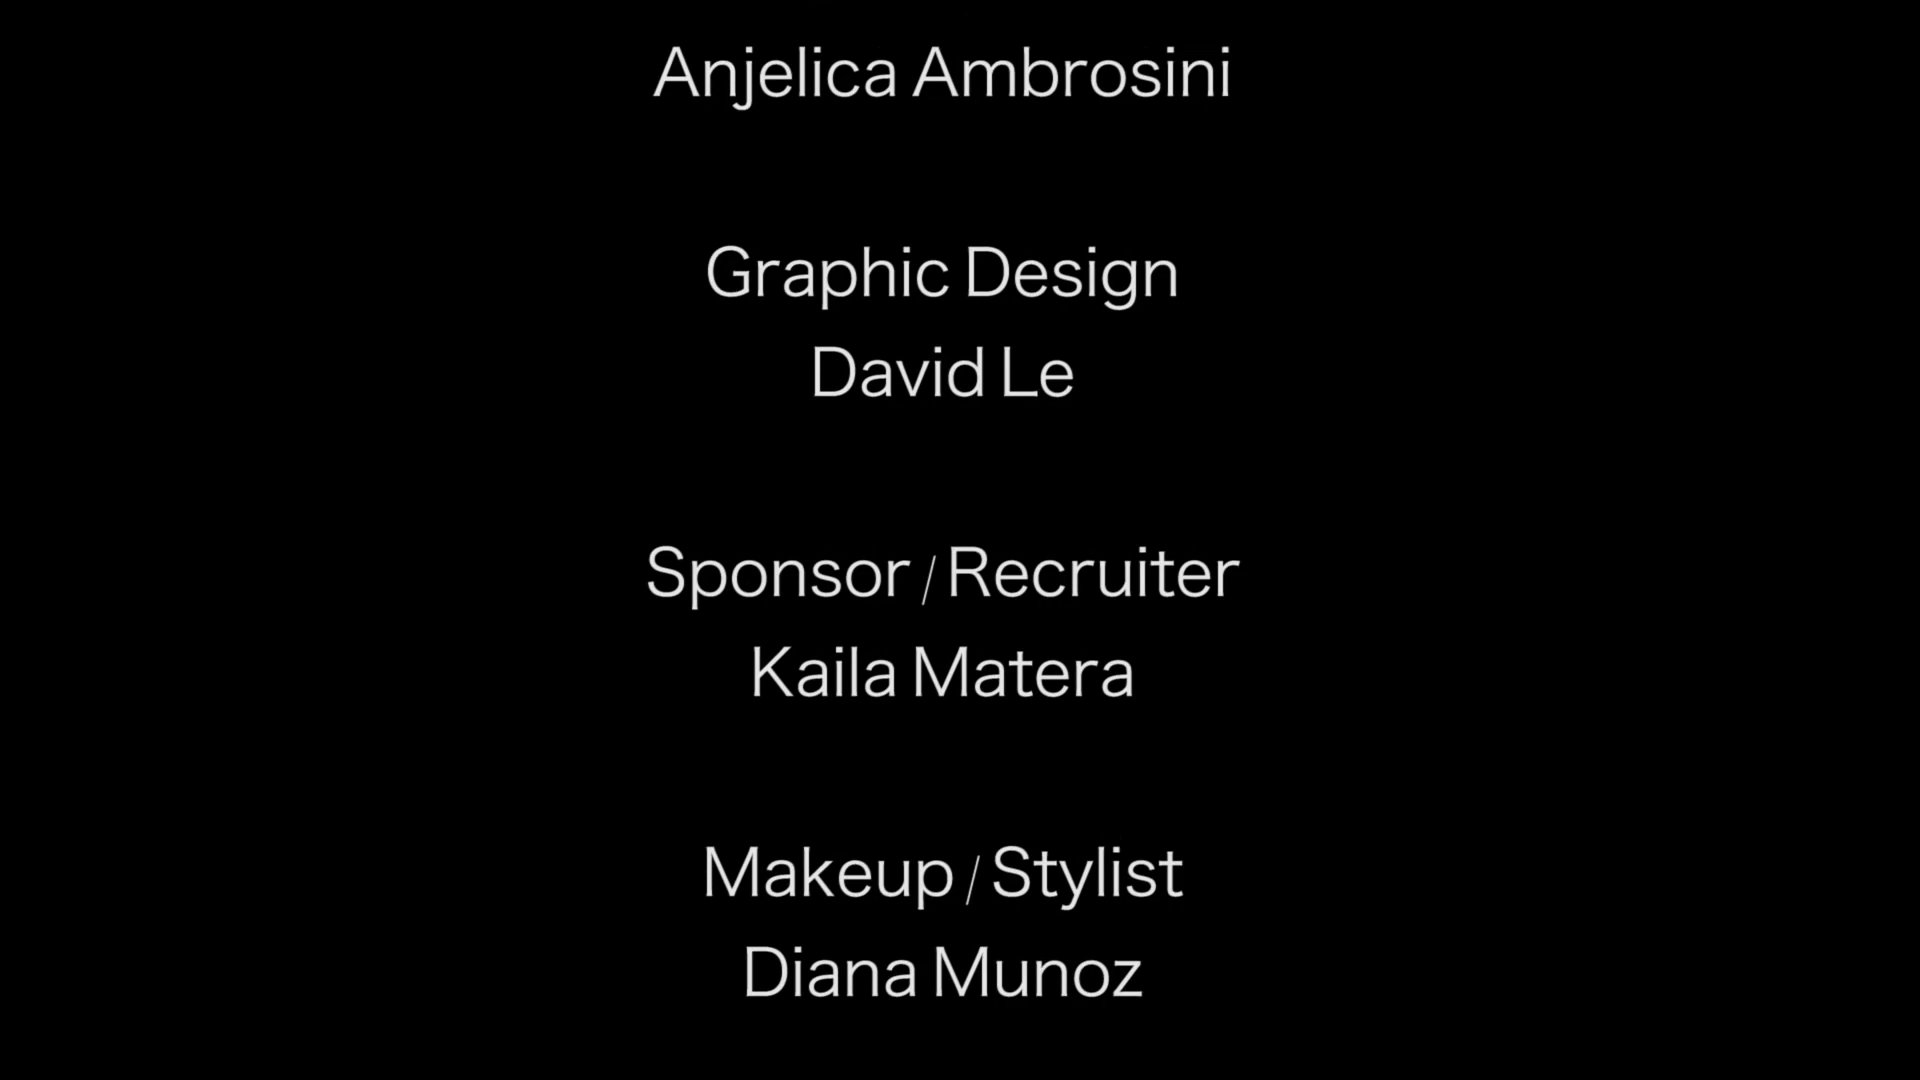 Anjelica Ambrosini
Graphic Design
David Le
Sponsor / Recruiter
Kaila Matera
Makeup / Stylist
Diana Munoz